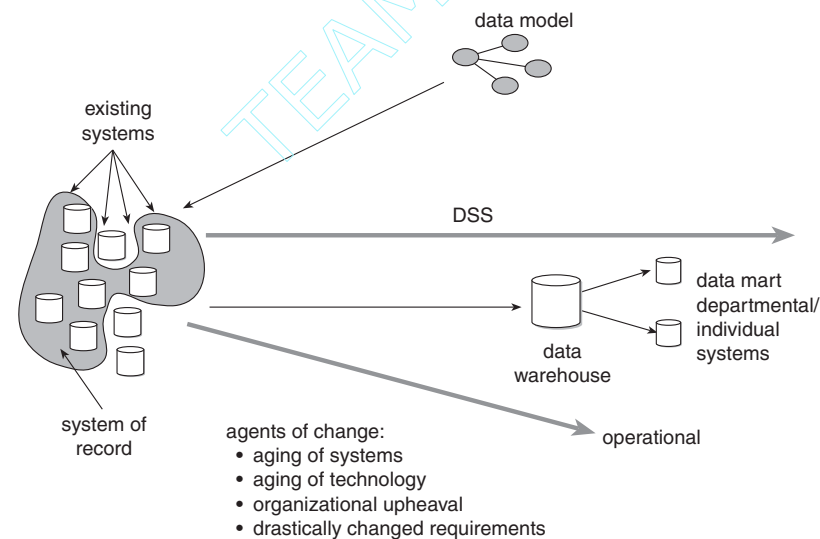 data model
existing
systems
TEAM
DSS
data mart
departmental/
individual
systems
data
warehouse
system of
record
operational
agents of change:
• aging of systems
• aging of technology
• organizational upheaval
• drastically changed requirements